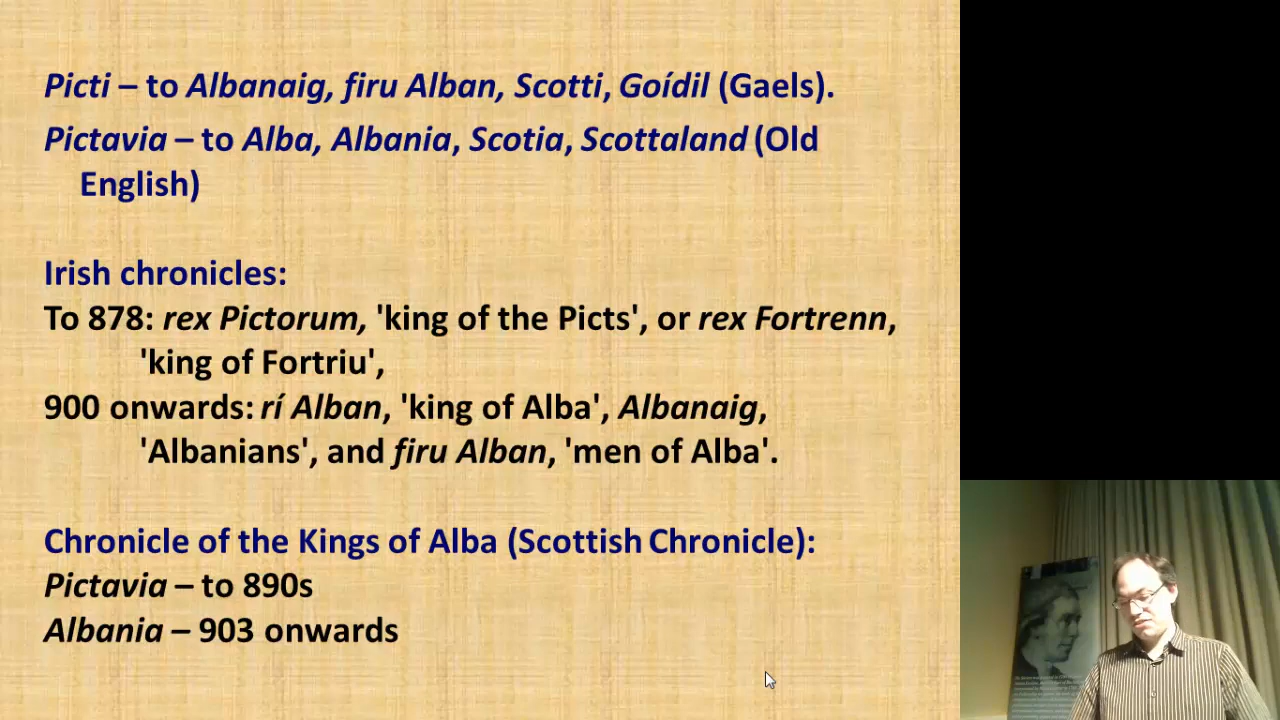 Picti – to Albanaig, firu Alban, Scotti, Goídil (Gaels).
Pictavia – to Alba, Albania, Scotia, Scottaland (Old
English)
Irish chronicles:
To 878: rex Pictorum, 'king of the Picts', or rex Fortrenn,
'king of Fortriu',
900 onwards: rí Alban, 'king of Alba', Albanaig,
'Albanians', and firu Alban, 'men of Alba'.
Chronicle of the Kings of Alba (Scottish Chronicle):
Pictavia – to 890s
Albania – 903 onwards